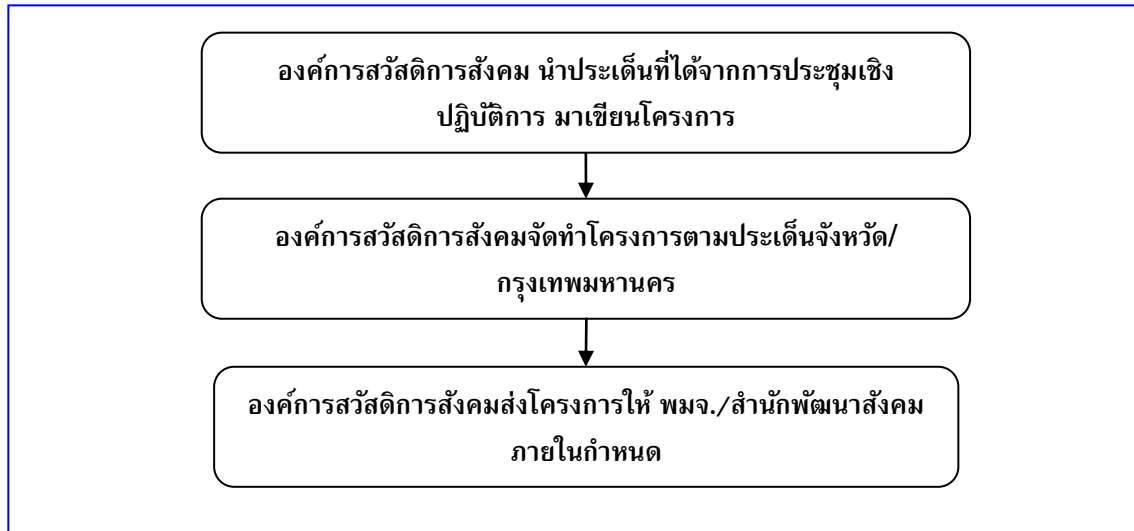 องค์การสวัสดิการสังคม นำประเด็นที่ได้จากการประชุมเชิง
ปฏิบัติการ มาเขียนโครงการ
องค์การสวัสดิการสังคมจัดทำโครงการตามประเด็นจังหวัด/
กรุงเทพมหานคร
องค์การสวัสดิการสังคมส่งโครงการให้ พมจ./สำนักพัฒนาสังคม
ภายในกำหนด